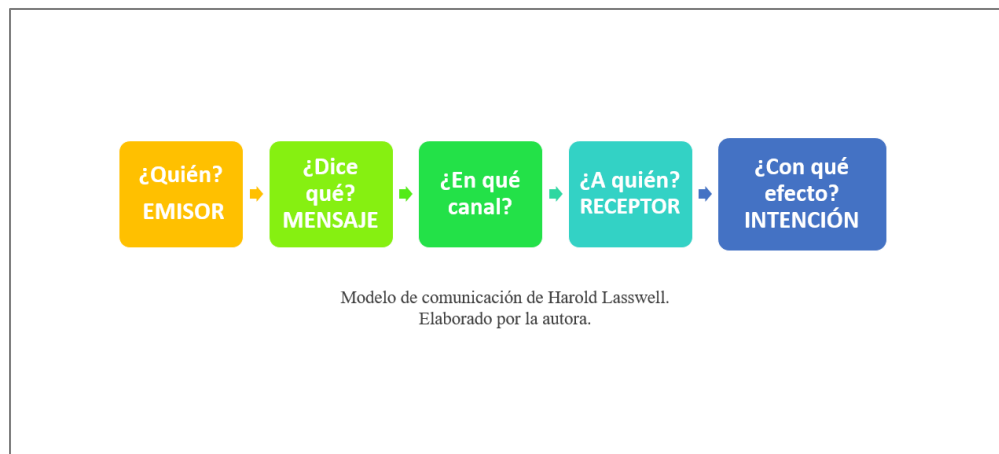 ¿Quién?
EMISOR
¿Dice
qué?
MENSAJE
¿En qué
canal?
¿A quién?
RECEPTOR
¿Con qué
efecto?
INTENCIÓN
Modelo de comunicación de Harold Lasswell.
Elaborado por la autora.